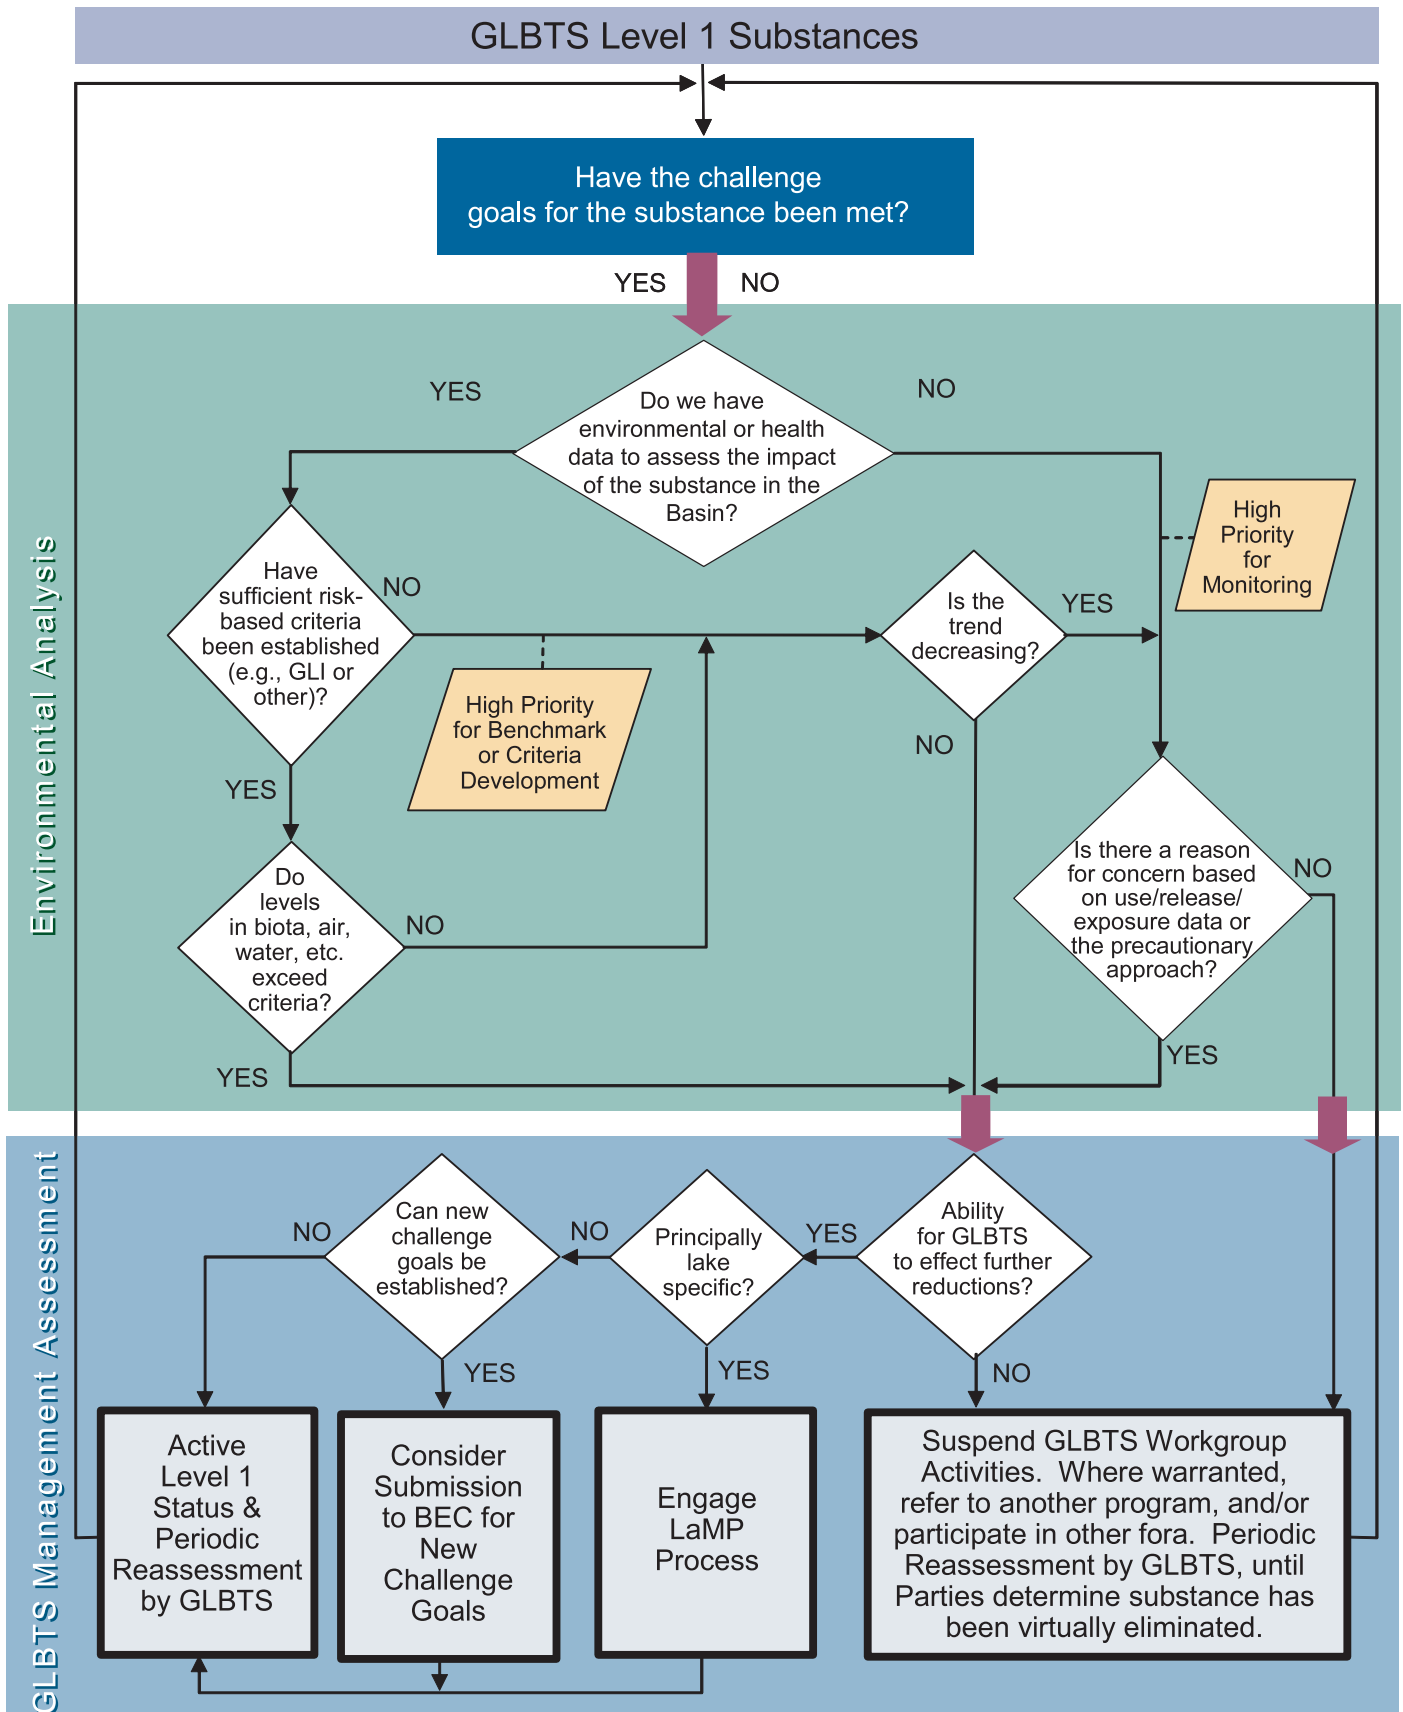 GLBTS Level 1 Substances
Have the challenge
goals for the substance been met?
YES
NO
Environmental Analysis
YES
NO
Do we have
environmental or health
data to assess the impact
of the substance in the
Basin?
High
Priority
for
Monitoring
Have
sufficient risk-
based criteria
been established
(e.g., GLI or
other)?
NO
Is the
trend
decreasing?
YES
High Priority
for Benchmark
or Criteria
Development
NO
YES
Is there a reason
for concern based
on use/release/
exposure data or
the precautionary
approach?
NO
Do
levels
in biota, air,
water, etc.
exceed
criteria?
NO
YES
YES
GLBTS Management Assessment
NO
Can new
challenge
goals be
established?
NO
Principally
lake
specific?
YES
Ability
for GLBTS
to effect further
reductions?
YES
YES
NO
Active
Level 1
Status &
Periodic
Reassessment
by GLBTS
Consider
Submission
to BEC for
New
Challenge
Goals
Engage
LaMP
Process
Suspend GLBTS Workgroup
Activities.  Where warranted,
refer to another program, and/or
participate in other fora.  Periodic
Reassessment by GLBTS, until
Parties determine substance has
been virtually eliminated.